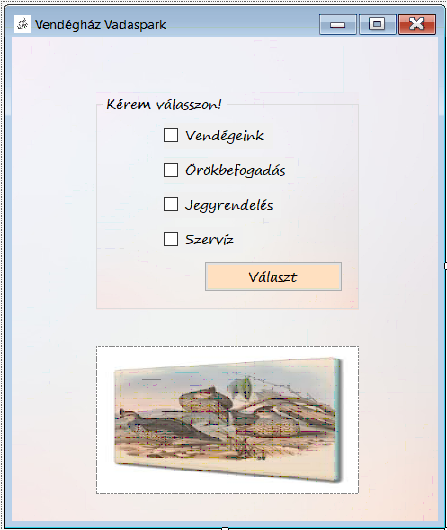 Vendégház Vadaspark
Kérem válasszon!
Vendégeink
Örökbefogadás
Jegyrendelés
Szervíz
Választ